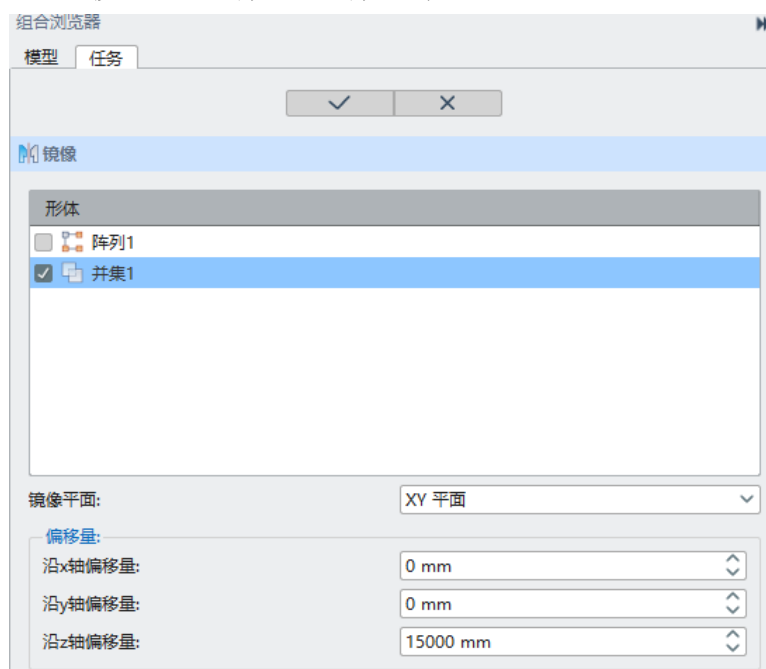 组合浏览器
模型 任务
镜像
形体
阵列1
并集1
镜像平面: XY 平面
偏移量:
沿x轴偏移量: 0 mm
沿y轴偏移量: 0 mm
沿z轴偏移量: 15000 mm